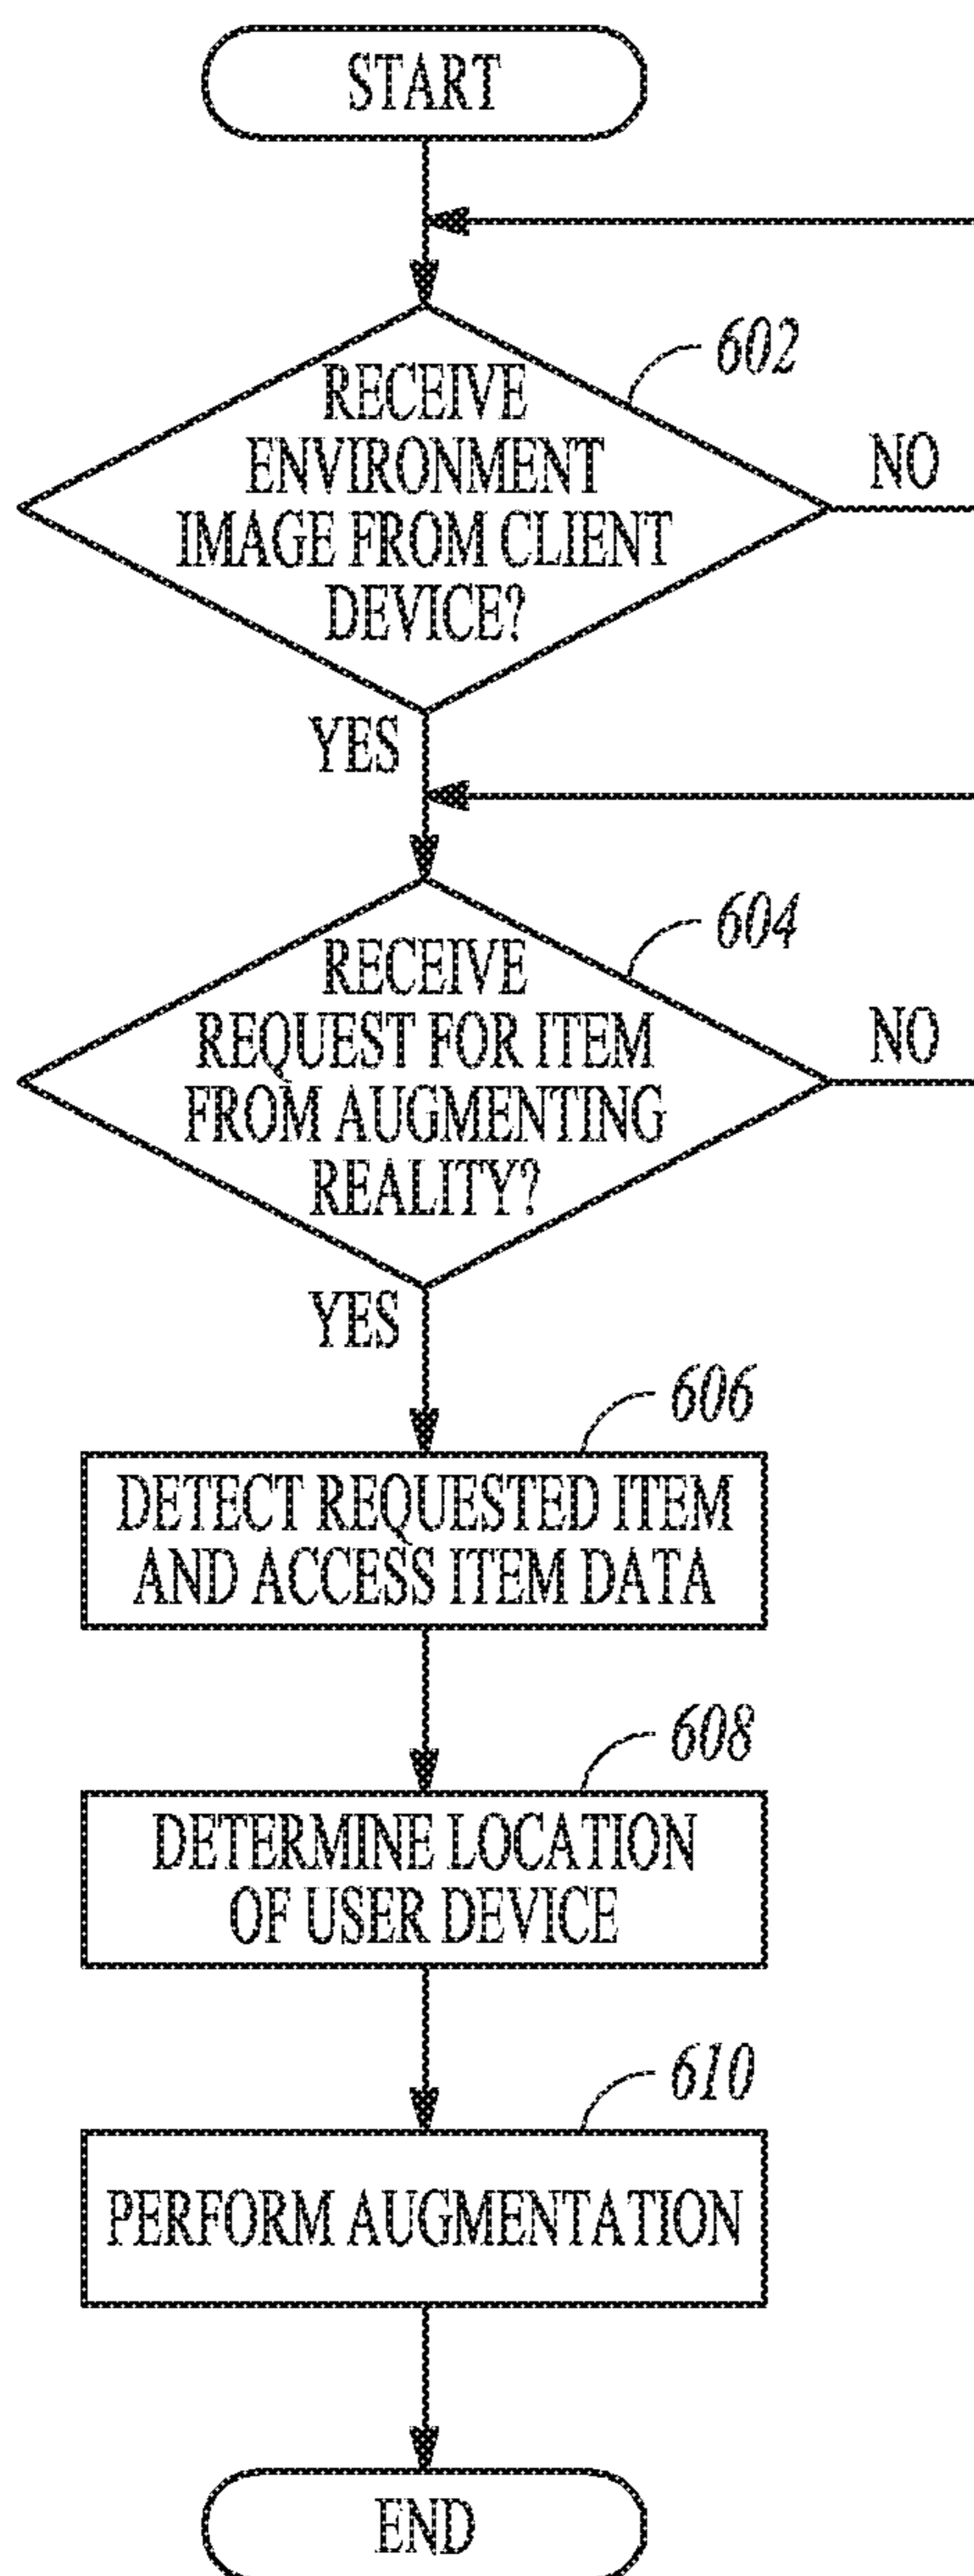 START
602
RECEIVE
ENVIRONMENT
IMAGE FROM CLIENT
DEVICE?
NO
YES
604
RECEIVE
REQUEST FOR ITEM
FROM AUGMENTING
REALITY?
NO
YES
606
DETECT REQUESTED ITEM
AND ACCESS ITEM DATA
608
DETERMINE LOCATION
OF USER DEVICE
610
PERFORM AUGMENTATION
END